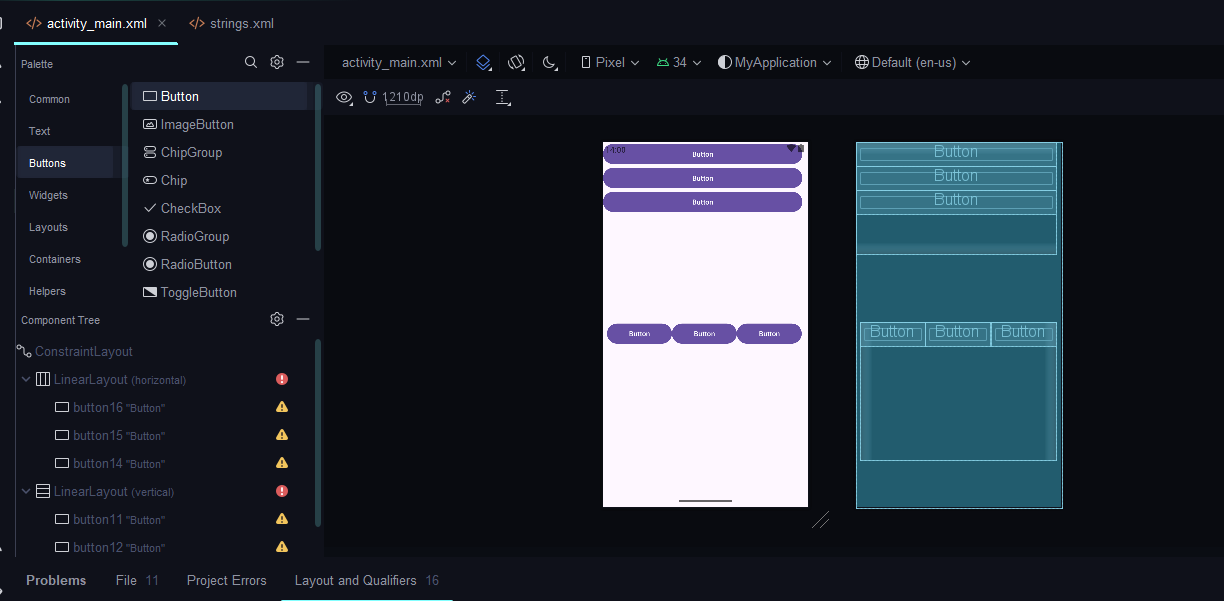 activity_main.xml
strings.xml
Palette
activity_main.xml
Pixel
34
MyApplication
Default (en-us)
1,210dp
Common
Text
Buttons
Widgets
Layouts
Containers
Helpers
Button
ImageButton
ChipGroup
Chip
CheckBox
RadioGroup
RadioButton
ToggleButton
Component Tree
ConstraintLayout
LinearLayout (horizontal)
button16 "Button"
button15 "Button"
button14 "Button"
LinearLayout (vertical)
button11 "Button"
button12 "Button"
Button
Button
Button
Button Button Button
Button
Button
Button
Button Button Button
Problems File 11 Project Errors Layout and Qualifiers 16